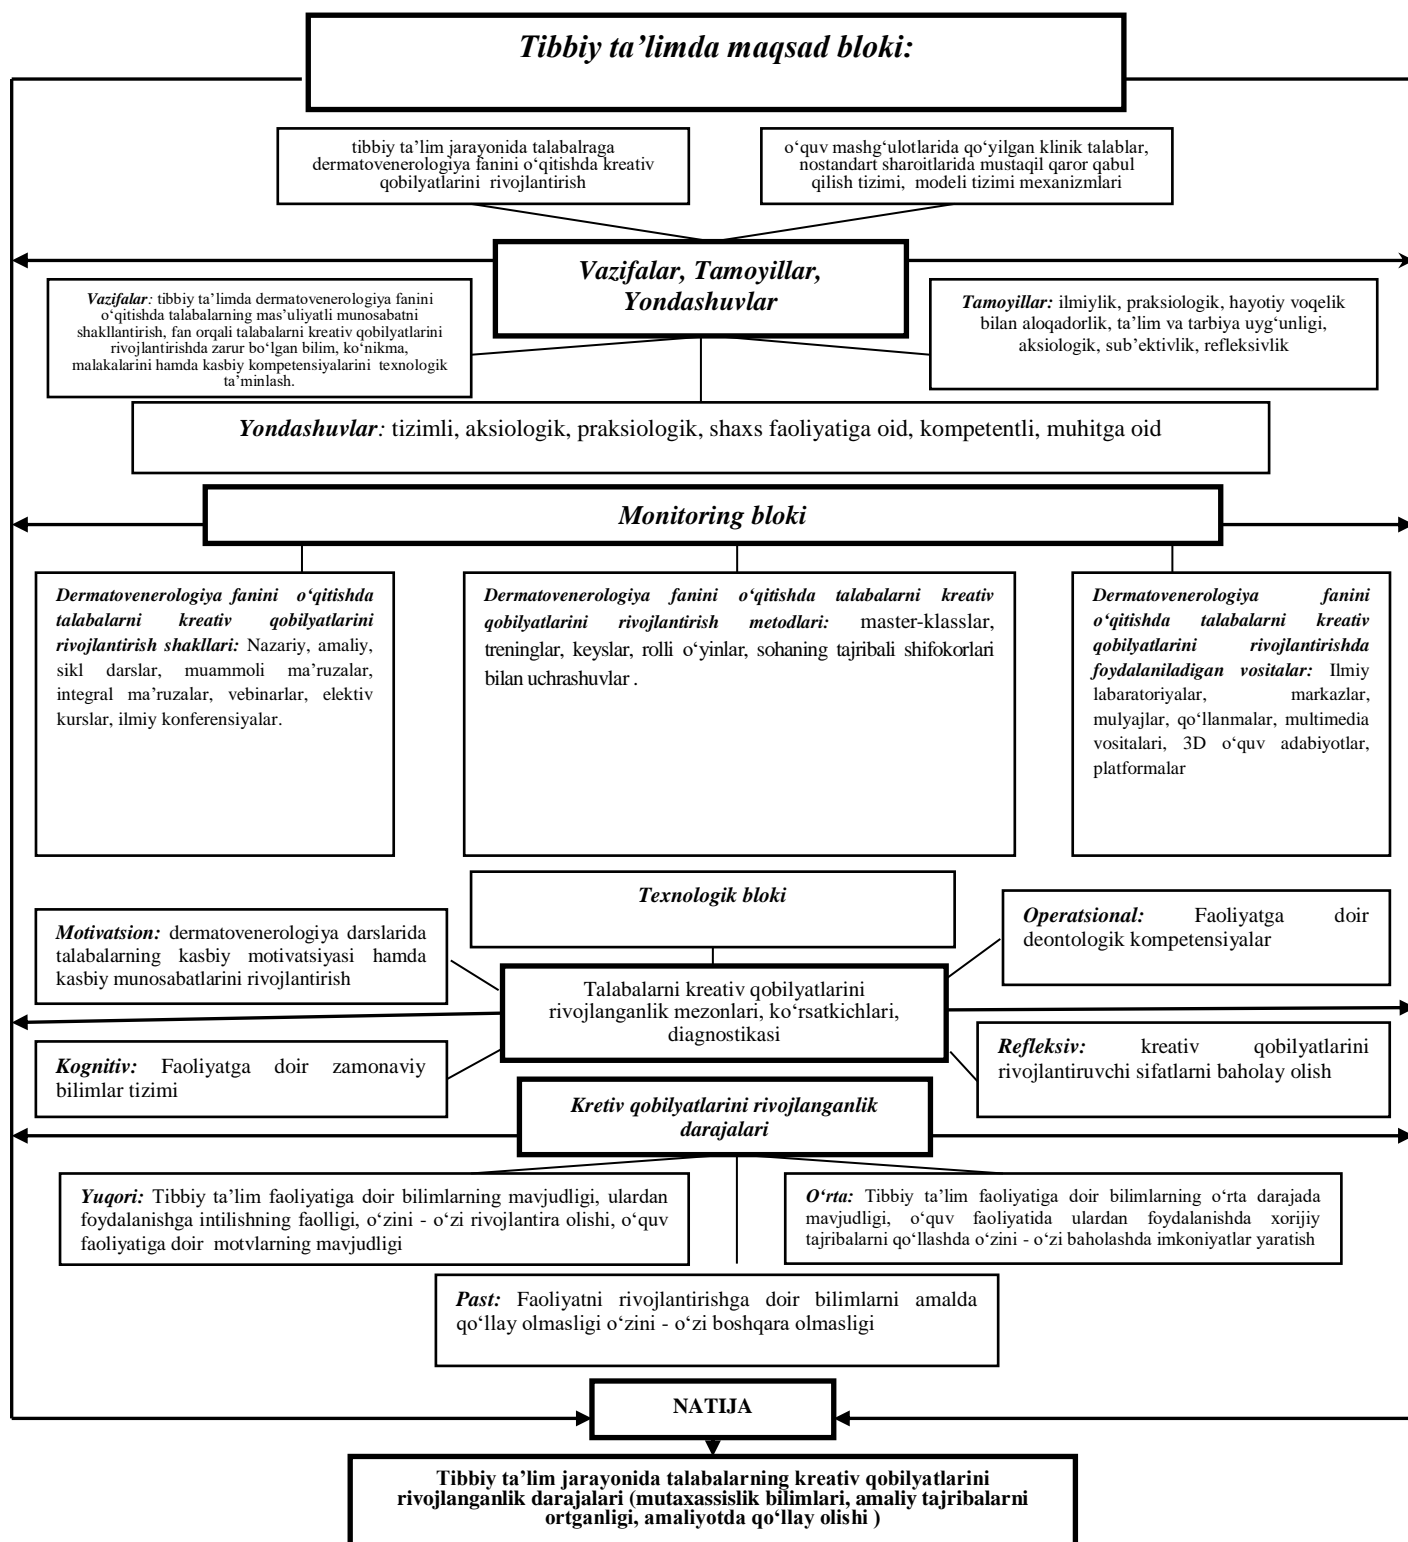 Tibbiy ta’limda maqsad bloki:
tibbiy ta’lim jarayonida talabalraga
dermatovenerologiya fanini o‘qitishda kreativ
qobilyatlarini rivojlantirish
o‘quv mashg‘ulotlarida qo‘yilgan klinik talablar,
nostandart sharoitlarida mustaqil qaror qabul
qilish tizimi, modeli tizimi mexanizmlari
Vazifalar, Tamoyillar,
Yondashuvlar
Vazifalar: tibbiy ta’limda dermatovenerologiya fanini
o‘qitishda talabalarning mas’uliyatli munosabatni
shakllantirish, fan orqali talabalarni kreativ qobilyatlarini
rivojlantirishda zarur bo‘lgan bilim, ko‘nikma,
malakalarini hamda kasbiy kompetensiyalarini texnologik
ta’minlash.
Tamoyillar: ilmiylik, praksiologik, hayotiy voqelik
bilan aloqadorlik, ta’lim va tarbiya uyg‘unligi,
aksiologik, sub’ektivlik, refleksivlik
Yondashuvlar: tizimli, aksiologik, praksiologik, shaxs faoliyatiga oid, kompetentli, muhitga oid
Monitoring bloki
Dermatovenerologiya fanini o‘qitishda
talabalarni kreativ qobilyatlarini
rivojlantirish shakllari: Nazariy, amaliy,
sikl darslar, muammoli ma’ruzalar,
integral ma’ruzalar, vebinarlar, elektiv
kurslar, ilmiy konferensiyalar.
Dermatovenerologiya fanini o‘qitishda talabalarni kreativ
qobilyatlarini rivojlantirish metodlari: master-klasslar,
treninglar, keyslar, rolli o‘yinlar, sohaning tajribali shifokorlari
bilan uchrashuvlar .
Dermatovenerologiya fanini
o‘qitishda talabalarni kreativ
qobilyatlarini rivojlantirishda
foydalaniladigan vositalar: Ilmiy
labaratoriyalar, markazlar,
mulyajlar, qo‘llanmalar, multimedia
vositalari, 3D o‘quv adabiyotlar,
platformalar
Texnologik bloki
Motivatsion: dermatovenerologiya darslarida
talabalarning kasbiy motivatsiyasi hamda
kasbiy munosabatlarini rivojlantirish
Operatsional: Faoliyatga doir
deontologik kompetensiyalar
Talabalarni kreativ qobilyatlarini
rivojlanganlik mezonlari, ko‘rsatkichlari,
diagnostikasi
Kognitiv: Faoliyatga doir zamonaviy
bilimlar tizimi
Refleksiv: kreativ qobilyatlarini
rivojlantiruvchi sifatlarni baholay olish
Kretiv qobilyatlarini rivojlanganlik
darajalari
Yuqori: Tibbiy ta’lim faoliyatiga doir bilimlarning mavjudligi, ulardan
foydalanishga intilishning faolligi, o‘zini - o‘zi rivojlantira olishi, o‘quv
faoliyatiga doir motvlarning mavjudligi
O‘rta: Tibbiy ta’lim faoliyatiga doir bilimlarning o‘rta darajada
mavjudligi, o‘quv faoliyatida ulardan foydalanishda xorijiy
tajribalarni qo‘llashda o‘zini - o‘zi baholashda imkoniyatlar yaratish
Past: Faoliyatni rivojlantirishga doir bilimlarni amalda
qo‘llay olmasligi o‘zini - o‘zi boshqara olmasligi
NATIJA
Tibbiy ta’lim jarayonida talabalarning kreativ qobilyatlarini
rivojlanganlik darajalari (mutaxassislik bilimlari, amaliy tajribalarni
ortganligi, amaliyotda qo‘llay olishi )